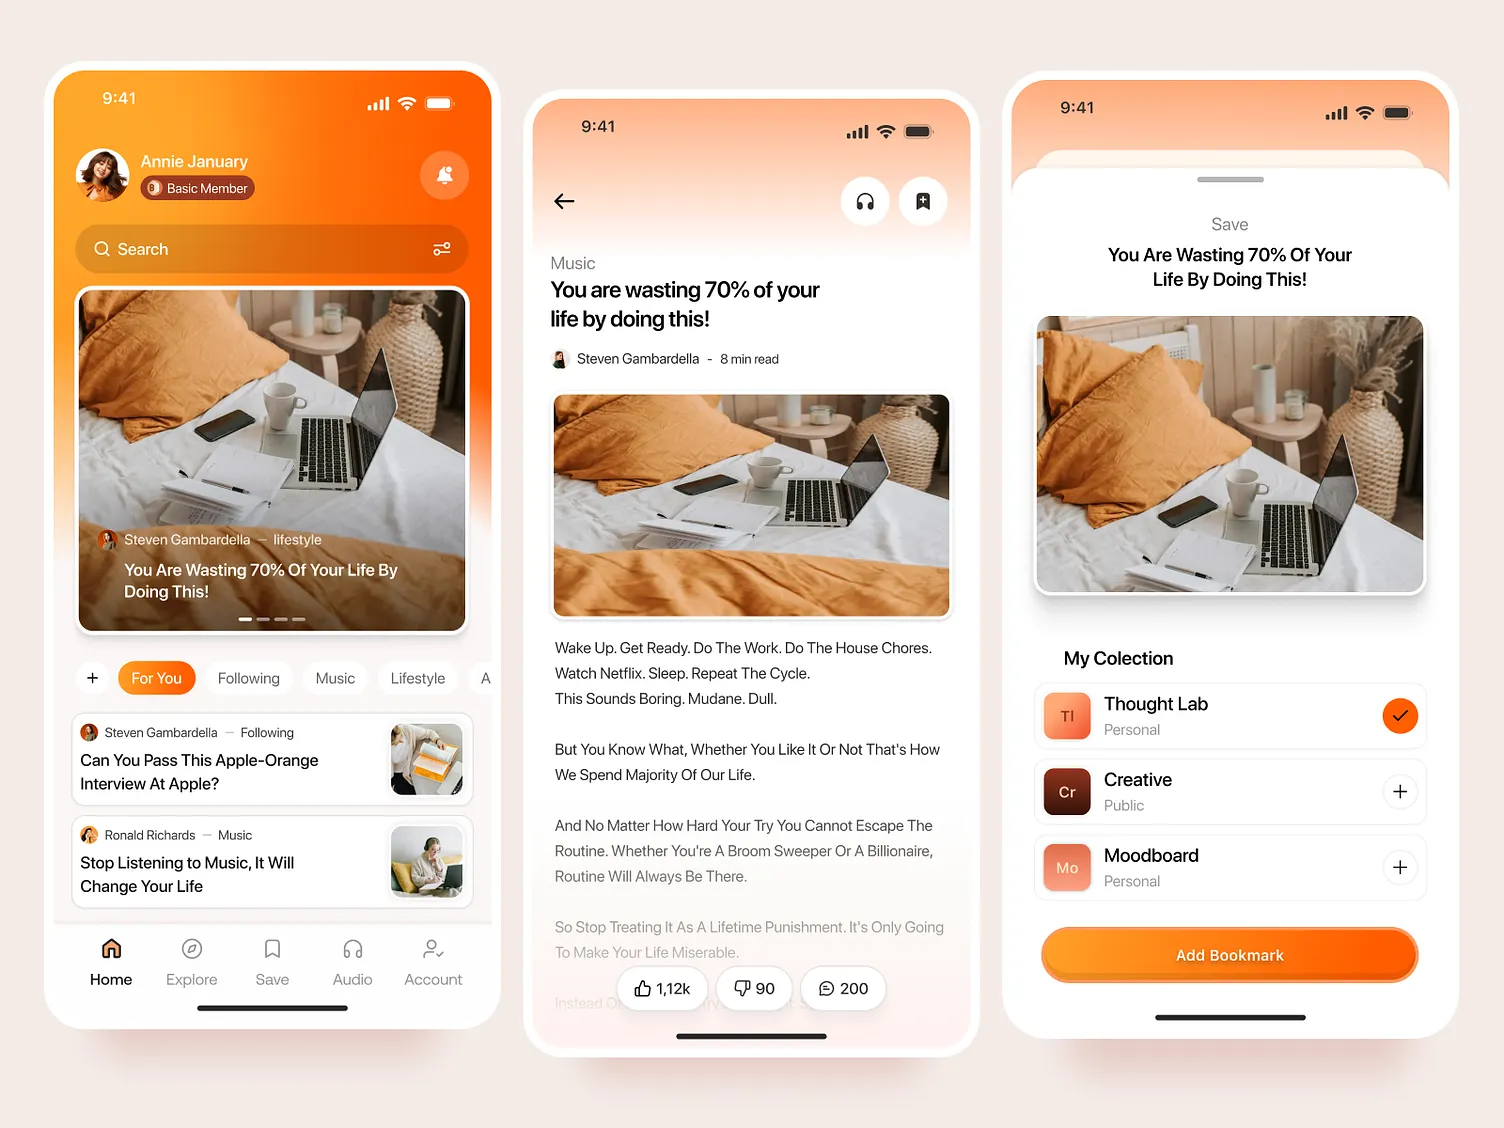 9:41
Annie January
Basic Member
Search
Steven Gambardella — lifestyle
You Are Wasting 70% Of Your Life By
Doing This!
+ For You Following Music Lifestyle A
Steven Gambardella — Following
Can You Pass This Apple-Orange
Interview At Apple?
Ronald Richards — Music
Stop Listening to Music, It Will
Change Your Life
Home Explore Save Audio Account
9:41
Music
You are wasting 70% of your
life by doing this!
Steven Gambardella - 8 min read
Wake Up. Get Ready. Do The Work. Do The House Chores.
Watch Netflix. Sleep. Repeat The Cycle.
This Sounds Boring. Mudane. Dull.
But You Know What, Whether You Like It Or Not That's How
We Spend Majority Of Our Life.
And No Matter How Hard Your Try You Cannot Escape The
Routine. Whether You're A Broom Sweeper Or A Billionaire,
Routine Will Always Be There.
So Stop Treating It As A Lifetime Punishment. It's Only Going
To Make Your Life Miserable.
Instead
1,12k 90 200
9:41
Save
You Are Wasting 70% Of Your
Life By Doing This!
My Colection
Tl Thought Lab
Personal
Cr Creative
Public
Mo Moodboard
Personal
Add Bookmark